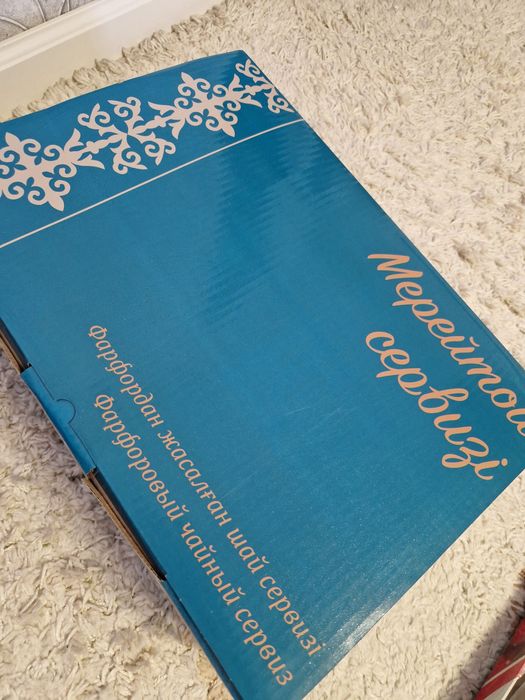 Мерейтой
сервизі
Фарфордан жасалған шай сервизі
Фарфоровый чайный сервиз